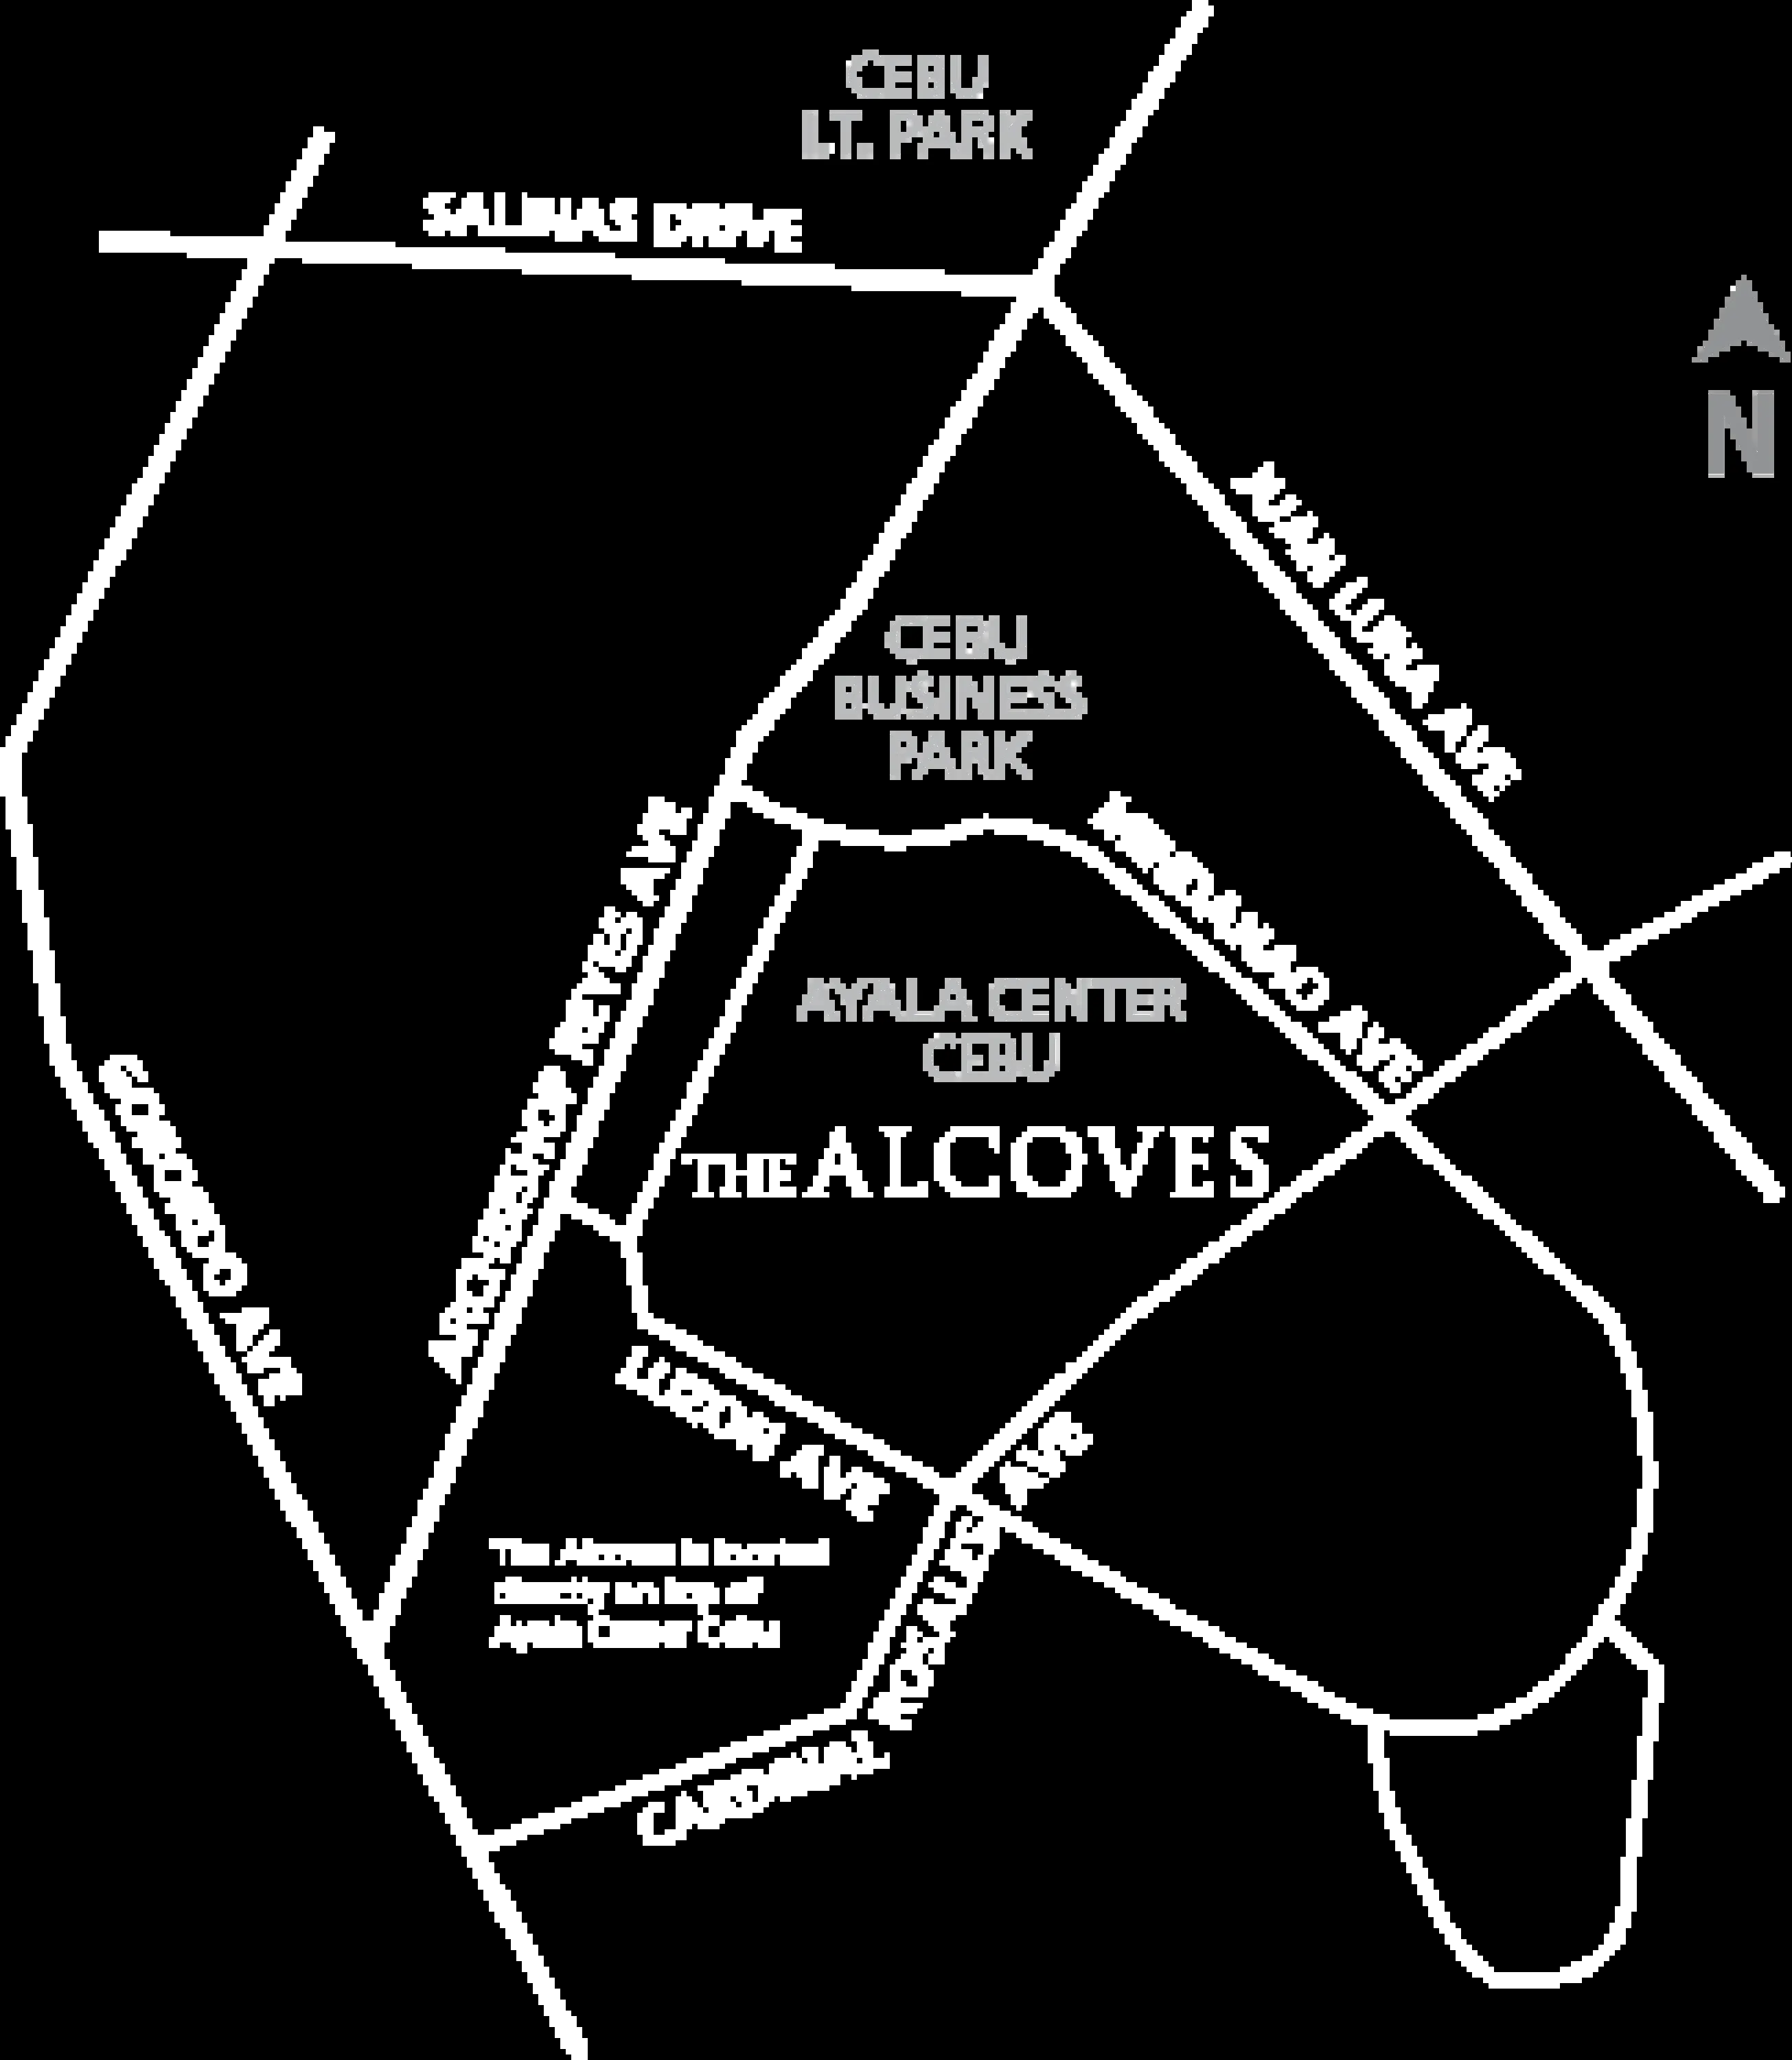 CEBU
I.T. PARK
SALINAS DRIVE
N
JUAN LUNA AVE
CEBU
BUSINESS
PARK
MINDANAO AVE
ARCHBISHOP REYES AVE
AYALA CENTER
CEBU
THE ALCOVES
GORORDO AVE
LUZON AVE
CARDINAL ROSALES AVE
The Alcoves is located
directly on top of
Ayala Center Cebu